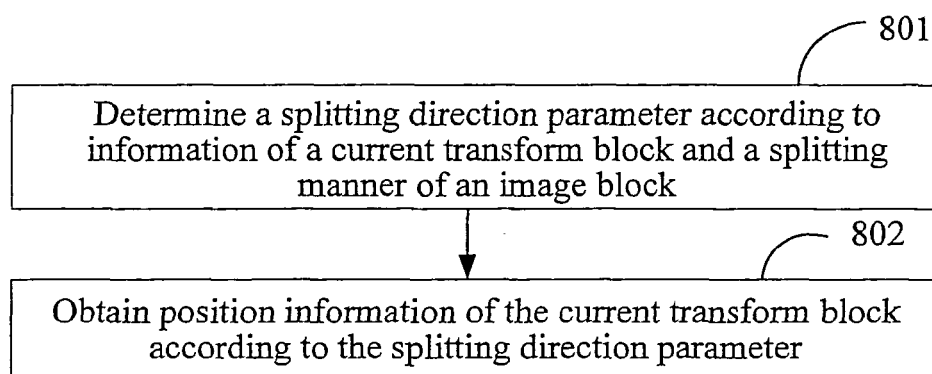 801
Determine a splitting direction parameter according to
information of a current transform block and a splitting
manner of an image block
802
Obtain position information of the current transform block
according to the splitting direction parameter